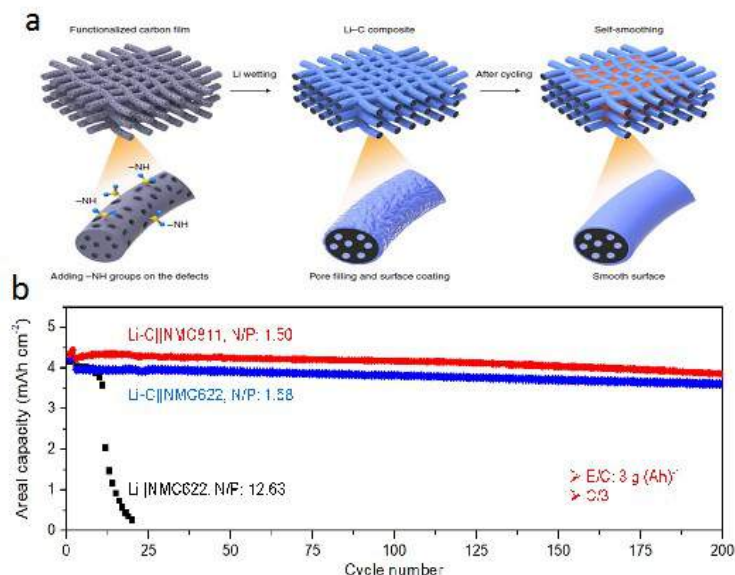 a
Functionalized carbon film
Li–C composite
Self-smoothing
Li wetting
After cycling
–NH
–NH
–NH
–NH
Adding –NH groups on the defects
Pore filling and surface coating
Smooth surface
b
Areal capacity (mAh cm⁻²)
5
4
3
2
1
0
Li-C||NMC811, N/P: 1.50
Li-C||NMC622, N/P: 1.58
Li ||NMC622. N/P: 12.63
➢ E/C: 3 g (Ah)⁻¹
➢ C/3
0
25
50
75
100
125
150
175
200
Cycle number